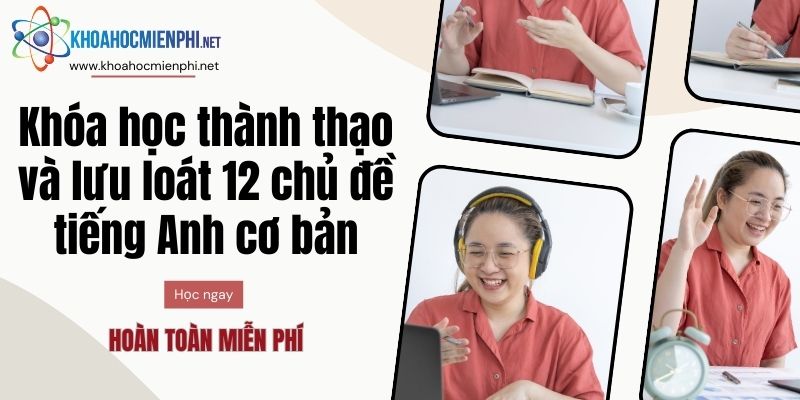 KHOAHOCMIENPHI.NET
www.khoahocmienphi.net
Khóa học thành thạo
và lưu loát 12 chủ đề
tiếng Anh cơ bản
Học ngay
HOÀN TOÀN MIỄN PHÍ